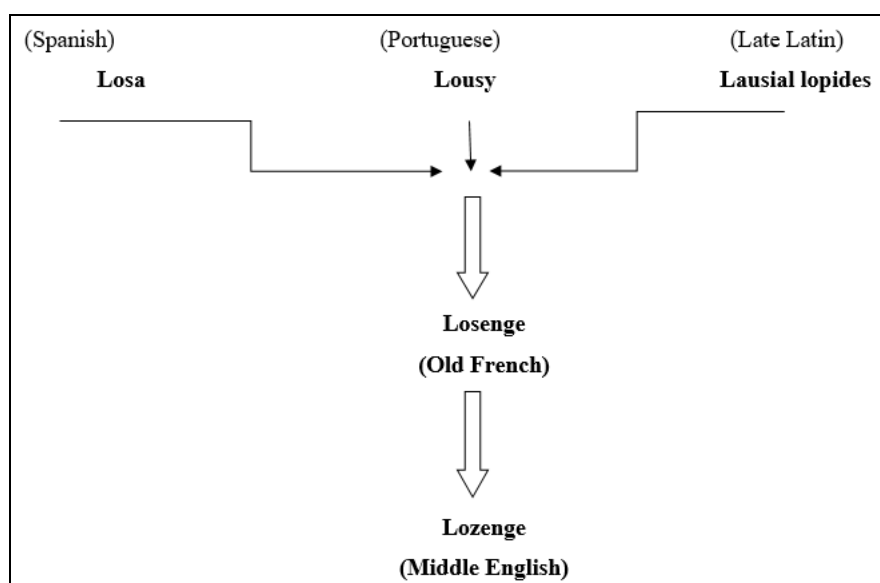 (Spanish) (Portuguese) (Late Latin)
Losa Lousy Lausial lopides
Losenge
(Old French)
Lozenge
(Middle English)